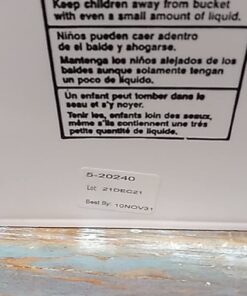 Keep children away from bucket
with even a small amount of liquid.
Niños pueden caer adentro
de el balde y ahogarse.
Mantenga los niños alejados de los
baldes aunque solamente tengan
un poco de liquido.
Un enfant peut tomber dans le
seau et s'y noyer.
Tenir les, enfants loin des seaux,
même s'ils contiennent une très
petite quantité de liquide.
5-20240
Lot: 21DEC21
Best By: 10NOV31